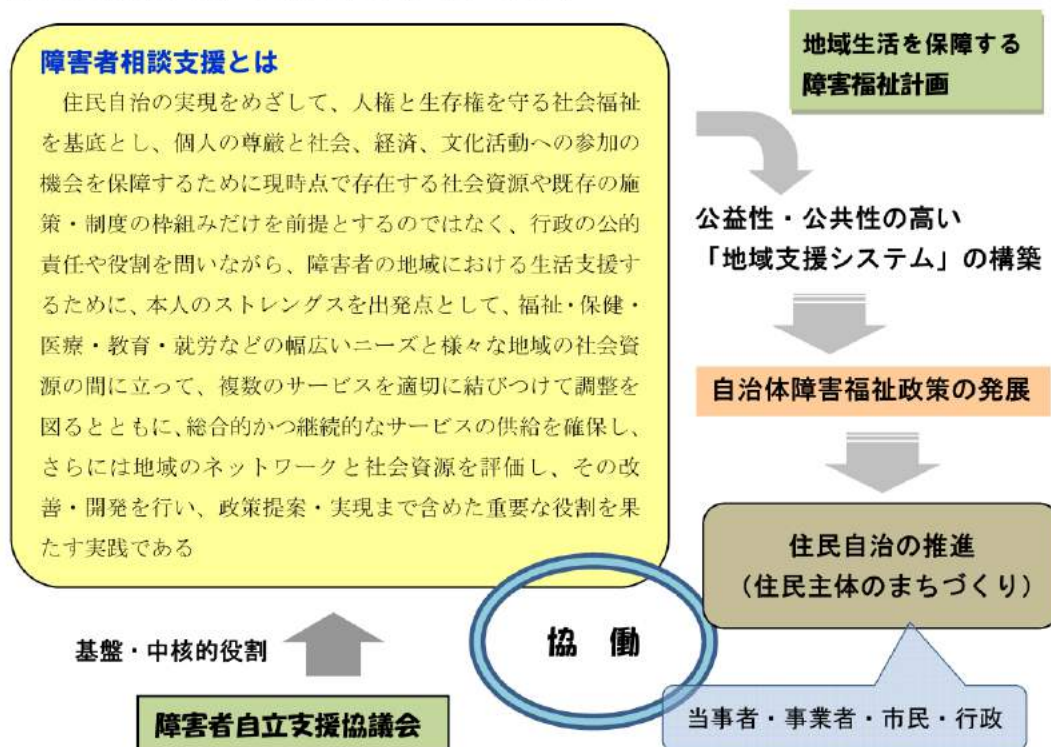 障害者相談支援とは
住民自治の実現をめざして、人権と生存権を守る社会福祉
を基底とし、個人の尊厳と社会、経済、文化活動への参加の
機会を保障するために現時点で存在する社会資源や既存の施
策・制度の枠組みだけを前提とするのではなく、行政の公的
責任や役割を問いながら、障害者の地域における生活支援す
るために、本人のストレングスを出発点として、福祉・保健・
医療・教育・就労などの幅広いニーズと様々な地域の社会資
源の間に立って、複数のサービスを適切に結びつけて調整を
図るとともに、総合的かつ継続的なサービスの供給を確保し、
さらには地域のネットワークと社会資源を評価し、その改
善・開発を行い、政策提案・実現まで含めた重要な役割を果
たす実践である
地域生活を保障する
障害福祉計画
公益性・公共性の高い
「地域支援システム」の構築
自治体障害福祉政策の発展
住民自治の推進
（住民主体のまちづくり）
協 働
基盤・中核的役割
障害者自立支援協議会
当事者・事業者・市民・行政